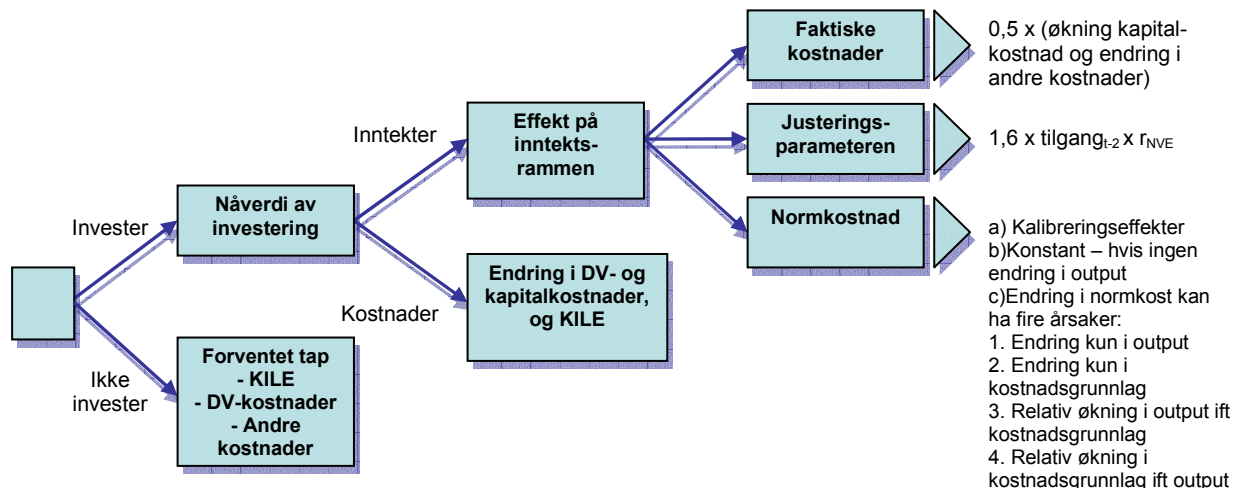 Invester
Ikke
invester
Nåverdi av
investering
Forventet tap
- KILE
- DV-kostnader
- Andre
kostnader
Inntekter
Kostnader
Effekt på
inntekts-
rammen
Endring i DV- og
kapitalkostnader,
og KILE
Faktiske
kostnader
0,5 x (økning kapital-
kostnad og endring i
andre kostnader)
Justerings-
parameteren
1,6 x tilgangt-2 x rNVE
Normkostnad
a) Kalibreringseffekter
b)Konstant – hvis ingen
endring i output
c)Endring i normkost kan
ha fire årsaker:
1. Endring kun i output
2. Endring kun i
kostnadsgrunnlag
3. Relativ økning i output ift
kostnadsgrunnlag
4. Relativ økning i
kostnadsgrunnlag ift output